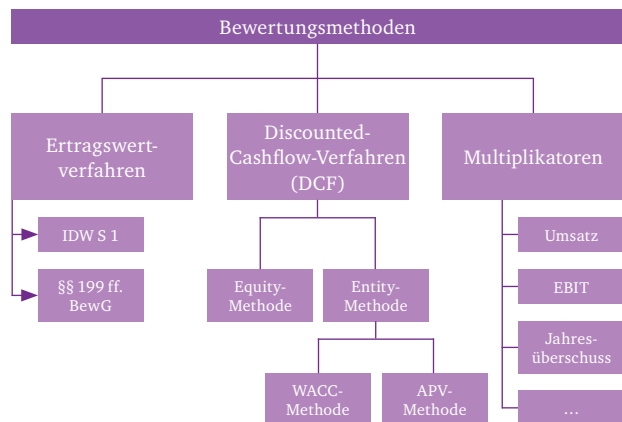 Bewertungsmethoden
Ertragswert-
verfahren
Discounted-
Cashflow-Verfahren
(DCF)
Multiplikatoren
IDW S 1
§§ 199 ff.
BewG
Equity-
Methode
Entity-
Methode
WACC-
Methode
APV-
Methode
Umsatz
EBIT
Jahres-
überschuss
...